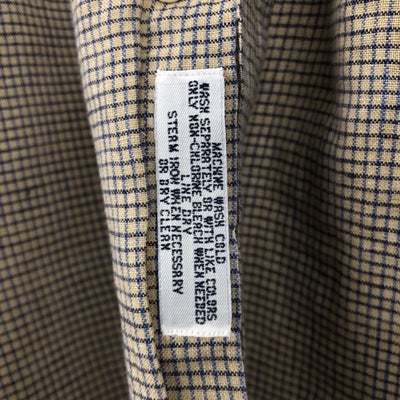 MACHINE WASH COLD
WASH SEPARATELY OR WITH LIKE COLORS
ONLY NON-CHLORINE BLEACH WHEN NEEDED
LINE DRY
STEAM IRON WHEN NECESSARY
OR DRY CLEAN